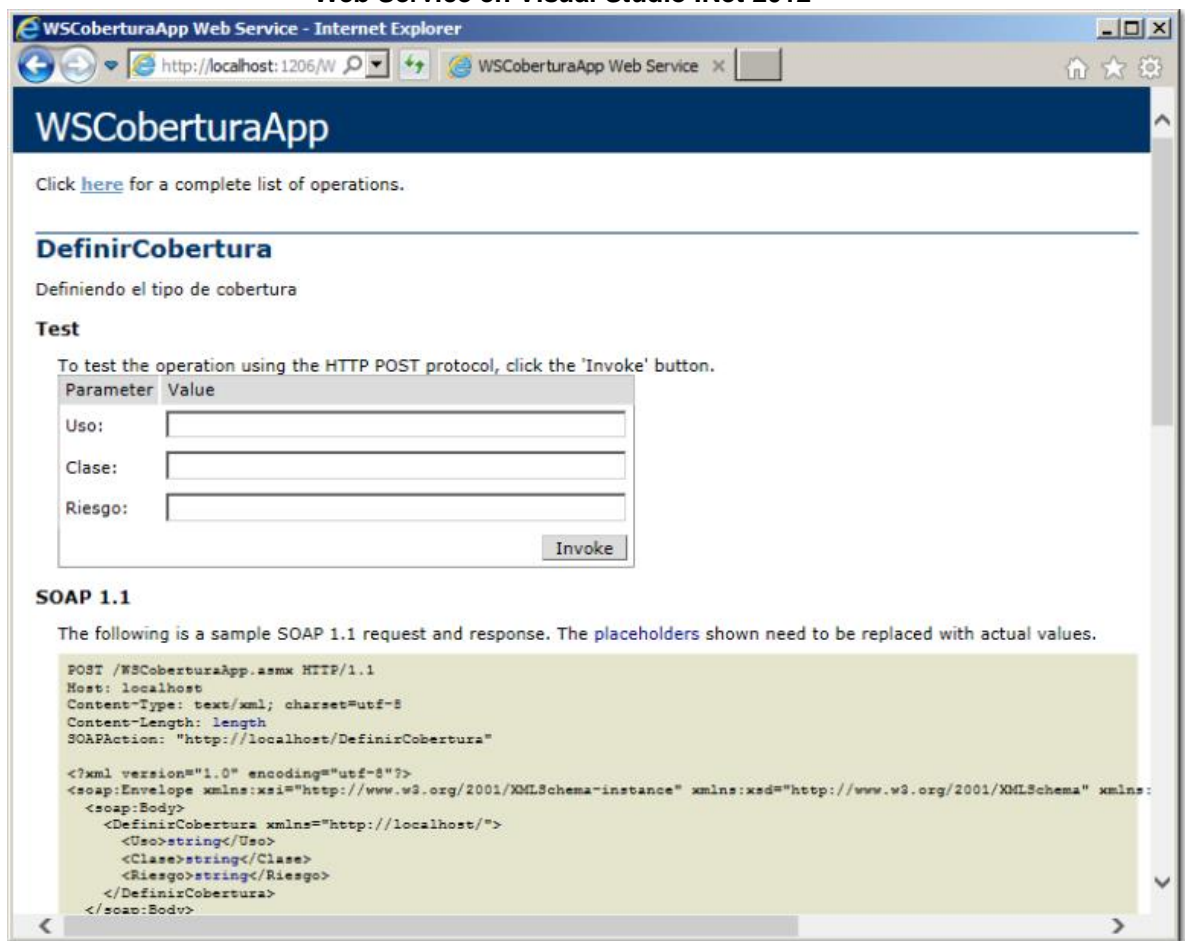 Web Service en Visual Studio .Net 2012
WSCoberturaApp Web Service - Internet Explorer
http://localhost:1206/W
WSCoberturaApp Web Service
WSCoberturaApp
Click here for a complete list of operations.
DefinirCobertura
Definiendo el tipo de cobertura
Test
To test the operation using the HTTP POST protocol, click the 'Invoke' button.
Parameter Value
Uso:
Clase:
Riesgo:
Invoke
SOAP 1.1
The following is a sample SOAP 1.1 request and response. The placeholders shown need to be replaced with actual values.
POST /WSCoberturaApp.asmx HTTP/1.1
Host: localhost
Content-Type: text/xml; charset=utf-8
Content-Length: length
SOAPAction: "http://localhost/DefinirCobertura"
<?xml version="1.0" encoding="utf-8"?>
<soap:Envelope xmlns:xsi="http://www.w3.org/2001/XMLSchema-instance" xmlns:xsd="http://www.w3.org/2001/XMLSchema" xmlns:
<soap:Body>
<DefinirCobertura xmlns="http://localhost/">
<Uso>string</Uso>
<Clase>string</Clase>
<Riesgo>string</Riesgo>
</DefinirCobertura>
</soap:Body>